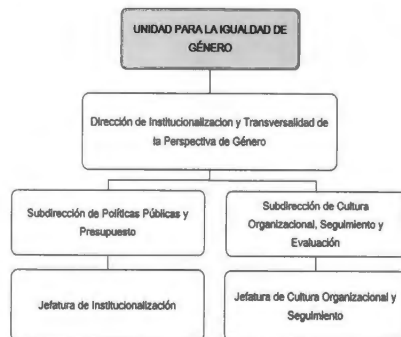 UNIDAD PARA LA IGUALDAD DE
GÉNERO
Dirección de Institucionalizacion y Transversalidad de
la Perspectiva de Género
Subdirección de Políticas Públicas y
Presupuesto
Subdirección de Cultura
Organizacional, Seguimiento y
Evaluación
Jefatura de Institucionalización
Jefatura de Cultura Organizacional y
Seguimiento